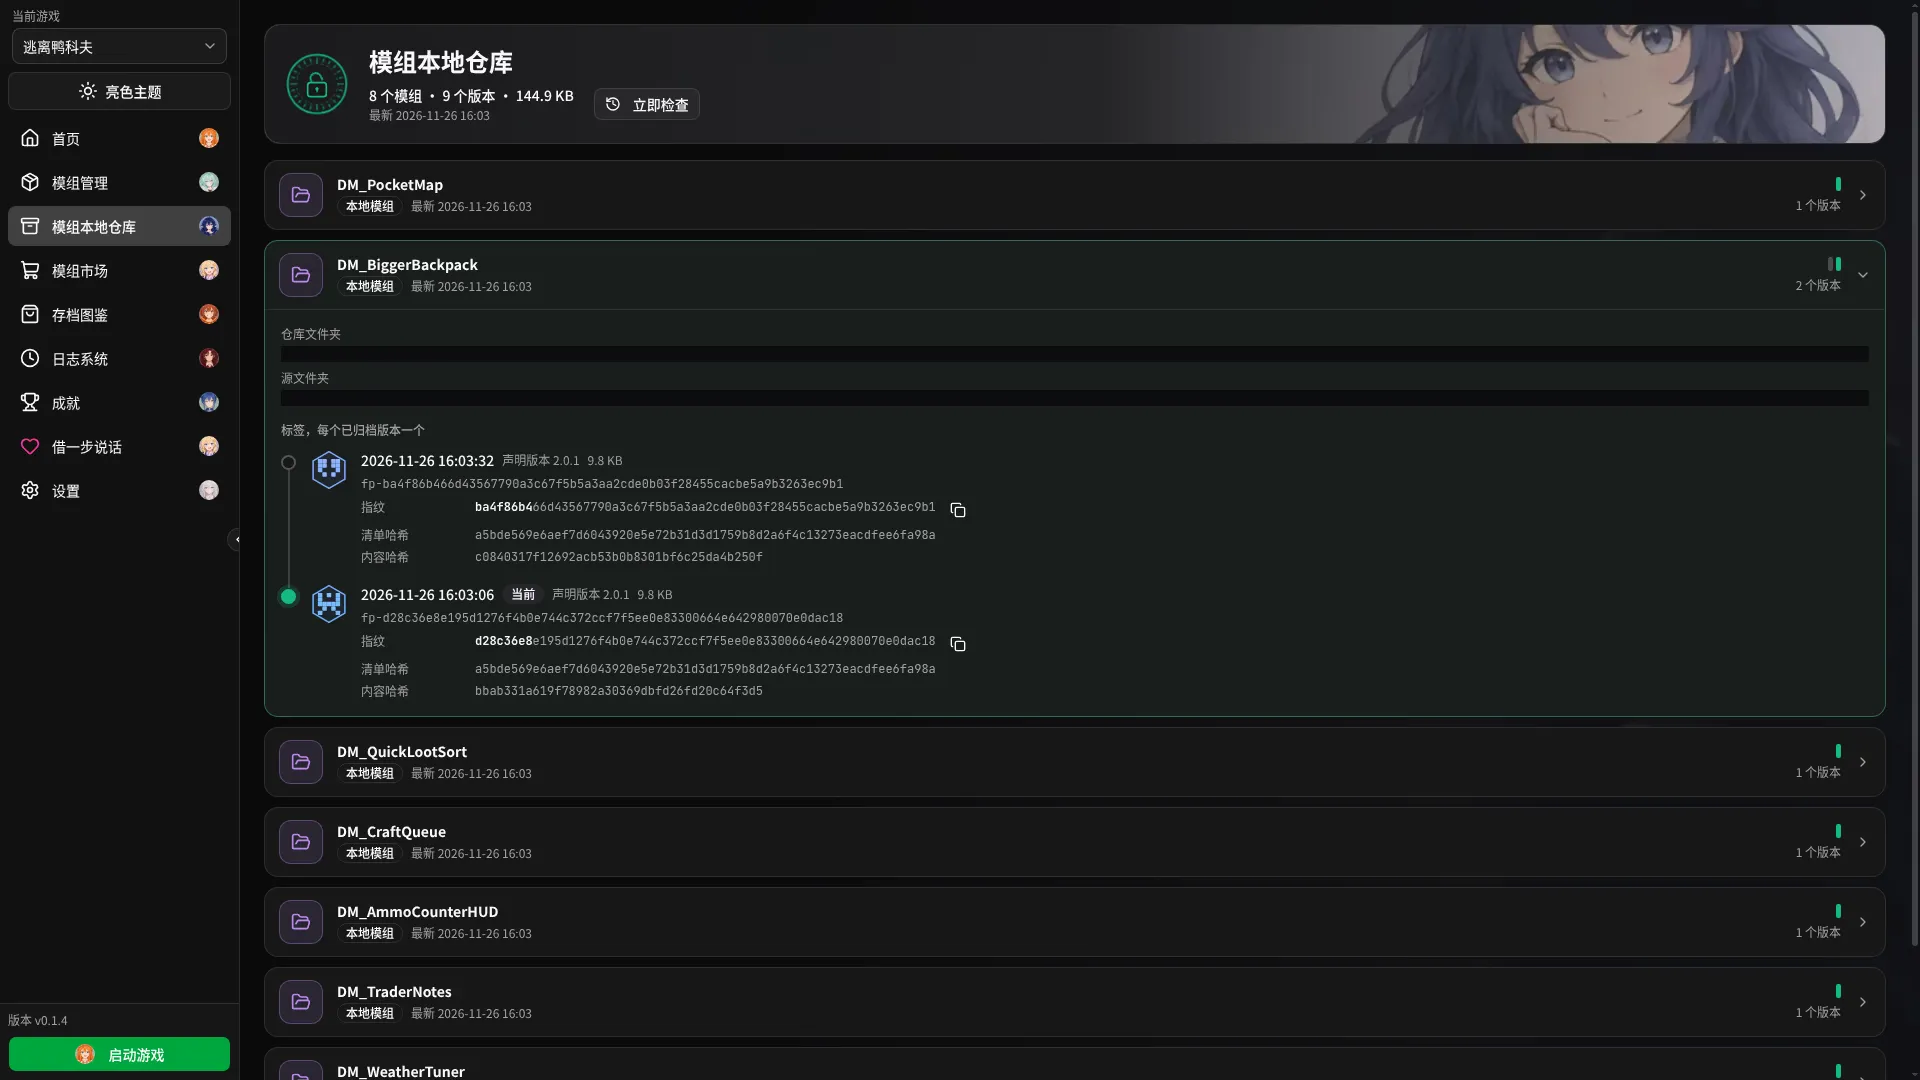 当前游戏
逃离鸭科夫
亮色主题
首页
模组管理
模组本地仓库
模组市场
存档图鉴
日志系统
成就
借一步说话
设置
版本 v0.1.4
启动游戏
模组本地仓库
8 个模组 • 9 个版本 • 144.9 KB
最新 2026-11-26 16:03
立即检查
DM_PocketMap
本地模组 最新 2026-11-26 16:03
1 个版本
DM_BiggerBackpack
本地模组 最新 2026-11-26 16:03
2 个版本
仓库文件夹
源文件夹
标签，每个已归档版本一个
2026-11-26 16:03:32 声明版本 2.0.1 9.8 KB
fp-ba4f86b466d43567790a3c67f5b5a3aa2cde0b03f28455cacbe5a9b3263ec9b1
指纹 ba4f86b466d43567790a3c67f5b5a3aa2cde0b03f28455cacbe5a9b3263ec9b1
清单哈希 a5bde569e6aef7d6043920e5e72b31d3d1759b8d2a6f4c13273eacdfee6fa98a
内容哈希 c0840317f12692acb53b0b8301bf6c25da4b250f
2026-11-26 16:03:06 当前 声明版本 2.0.1 9.8 KB
fp-d28c36e8e195d1276f4b0e744c372ccf7f5ee0e83300664e642980070e0dac18
指纹 d28c36e8e195d1276f4b0e744c372ccf7f5ee0e83300664e642980070e0dac18
清单哈希 a5bde569e6aef7d6043920e5e72b31d3d1759b8d2a6f4c13273eacdfee6fa98a
内容哈希 bbab331a619f78982a30369dbfd26fd20c64f3d5
DM_QuickLootSort
本地模组 最新 2026-11-26 16:03
1 个版本
DM_CraftQueue
本地模组 最新 2026-11-26 16:03
1 个版本
DM_AmmoCounterHUD
本地模组 最新 2026-11-26 16:03
1 个版本
DM_TraderNotes
本地模组 最新 2026-11-26 16:03
1 个版本
DM_WeatherTuner